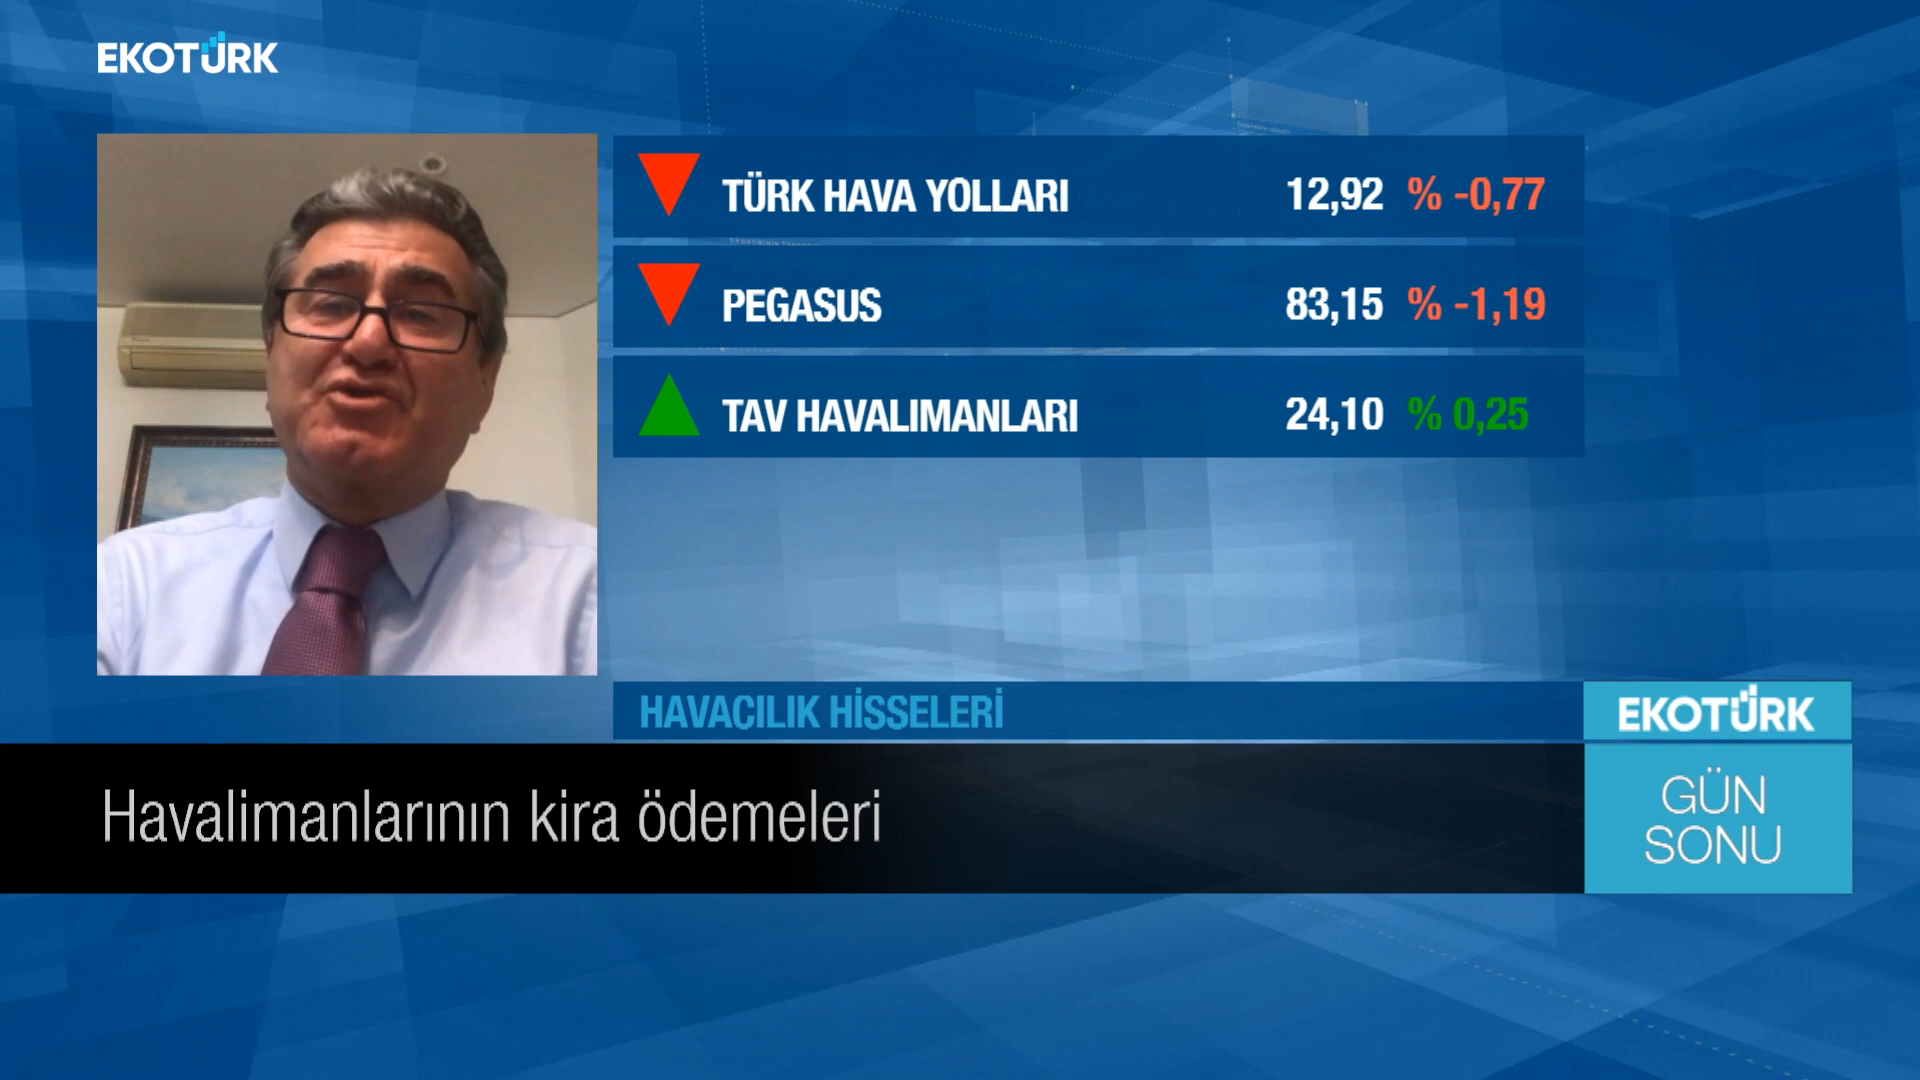 EKOTÜRK
TÜRK HAVA YOLLARI 12,92 % -0,77
PEGASUS 83,15 % -1,19
TAV HAVALIMANLARI 24,10 % 0,25
HAVACILIK HİSSELERİ
EKOTÜRK
Havalimanlarının kira ödemeleri
GÜN
SONU